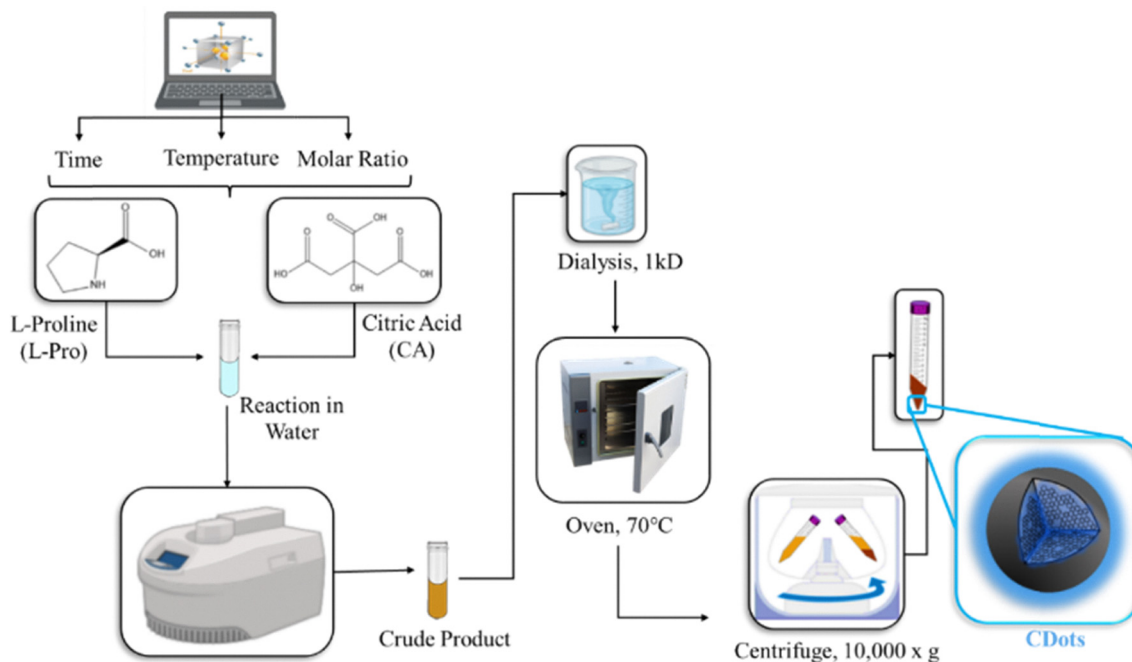 Time
Temperature
Molar Ratio
O
OH
NH
L-Proline
(L-Pro)
O
OH
O
O
HO
OH
OH
Citric Acid
(CA)
Reaction in
Water
Crude Product
Dialysis, 1kD
Oven, 70°C
Centrifuge, 10,000 x g
CDots